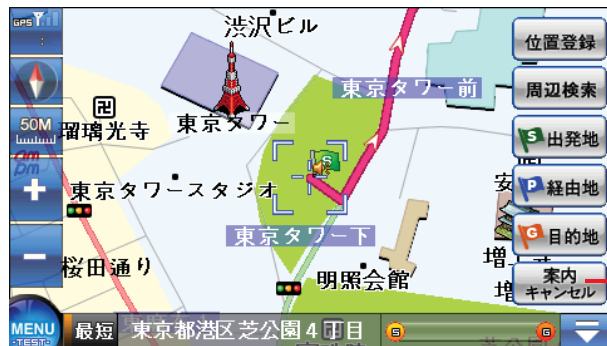 GPS
渋沢ビル
位置登録
東京タワー前
周辺検索
50M
瑠璃光寺
東京タワー
S 出発地
S
東京タワースタジオ
P 経由地
東京タワー下
G 目的地
桜田通り
明照会館
案内
キャンセル
MENU
-TEST-
最短
東京都港区芝公園4丁目
S
G